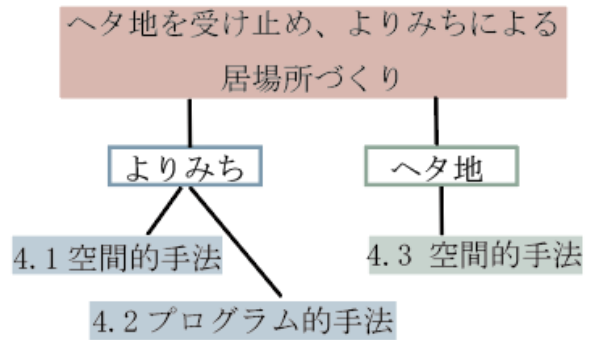 ヘタ地を受け止め、よりみちによる
居場所づくり
よりみち
ヘタ地
4.1空間的手法
4.3 空間的手法
4.2プログラム的手法